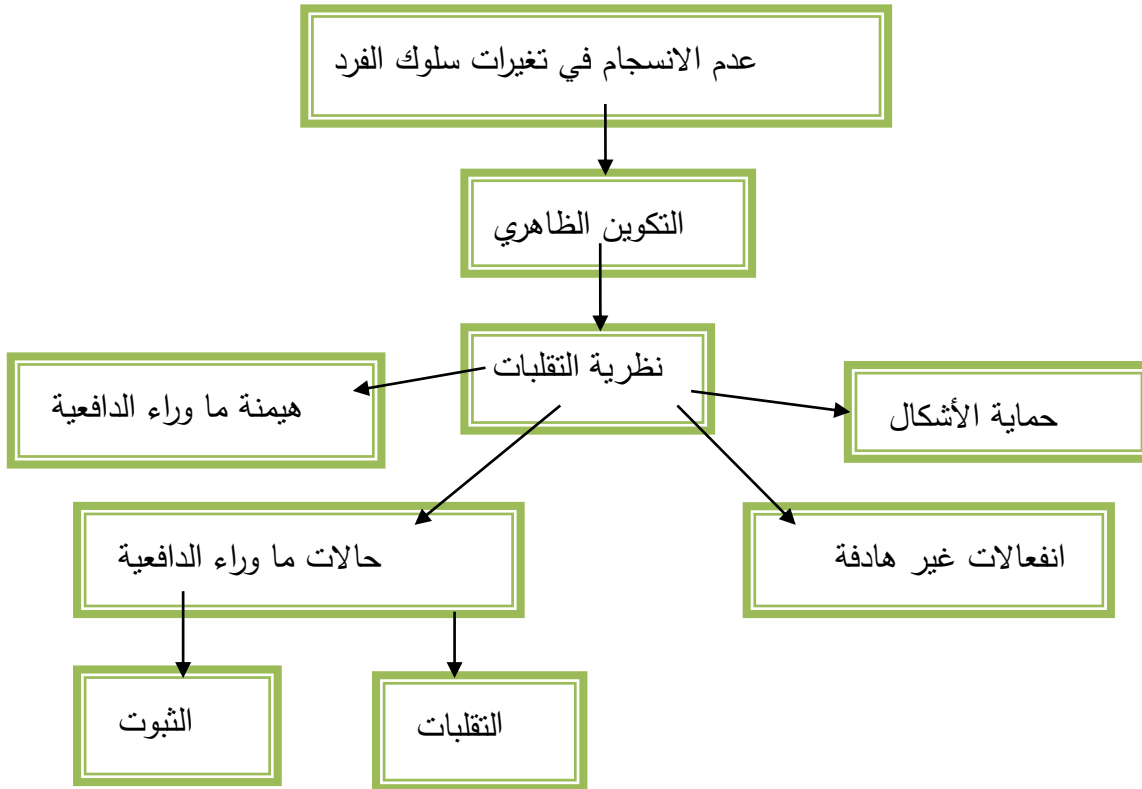 عدم الانسجام في تغيرات سلوك الفرد
التكوين الظاهري
نظرية التقلبات
هيمنة ما وراء الدافعية
حماية الأشكال
حالات ما وراء الدافعية
انفعالات غير هادفة
الثبوت
التقلبات